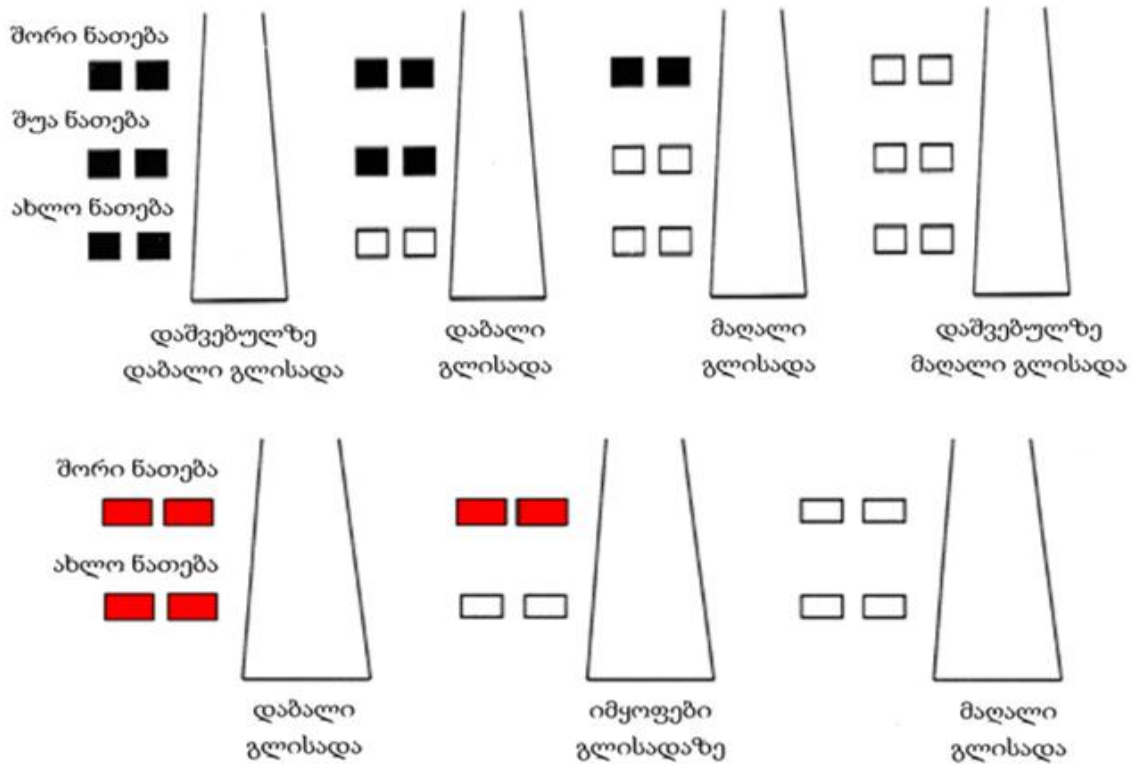 შორი ნათება
შუა ნათება
ახლო ნათება
დაშვებულზე
დაბალი გლისადა
დაბალი
გლისადა
მაღალი
გლისადა
დაშვებულზე
მაღალი გლისადა
შორი ნათება
ახლო ნათება
დაბალი
გლისადა
იმყოფები
გლისადაზე
მაღალი
გლისადა